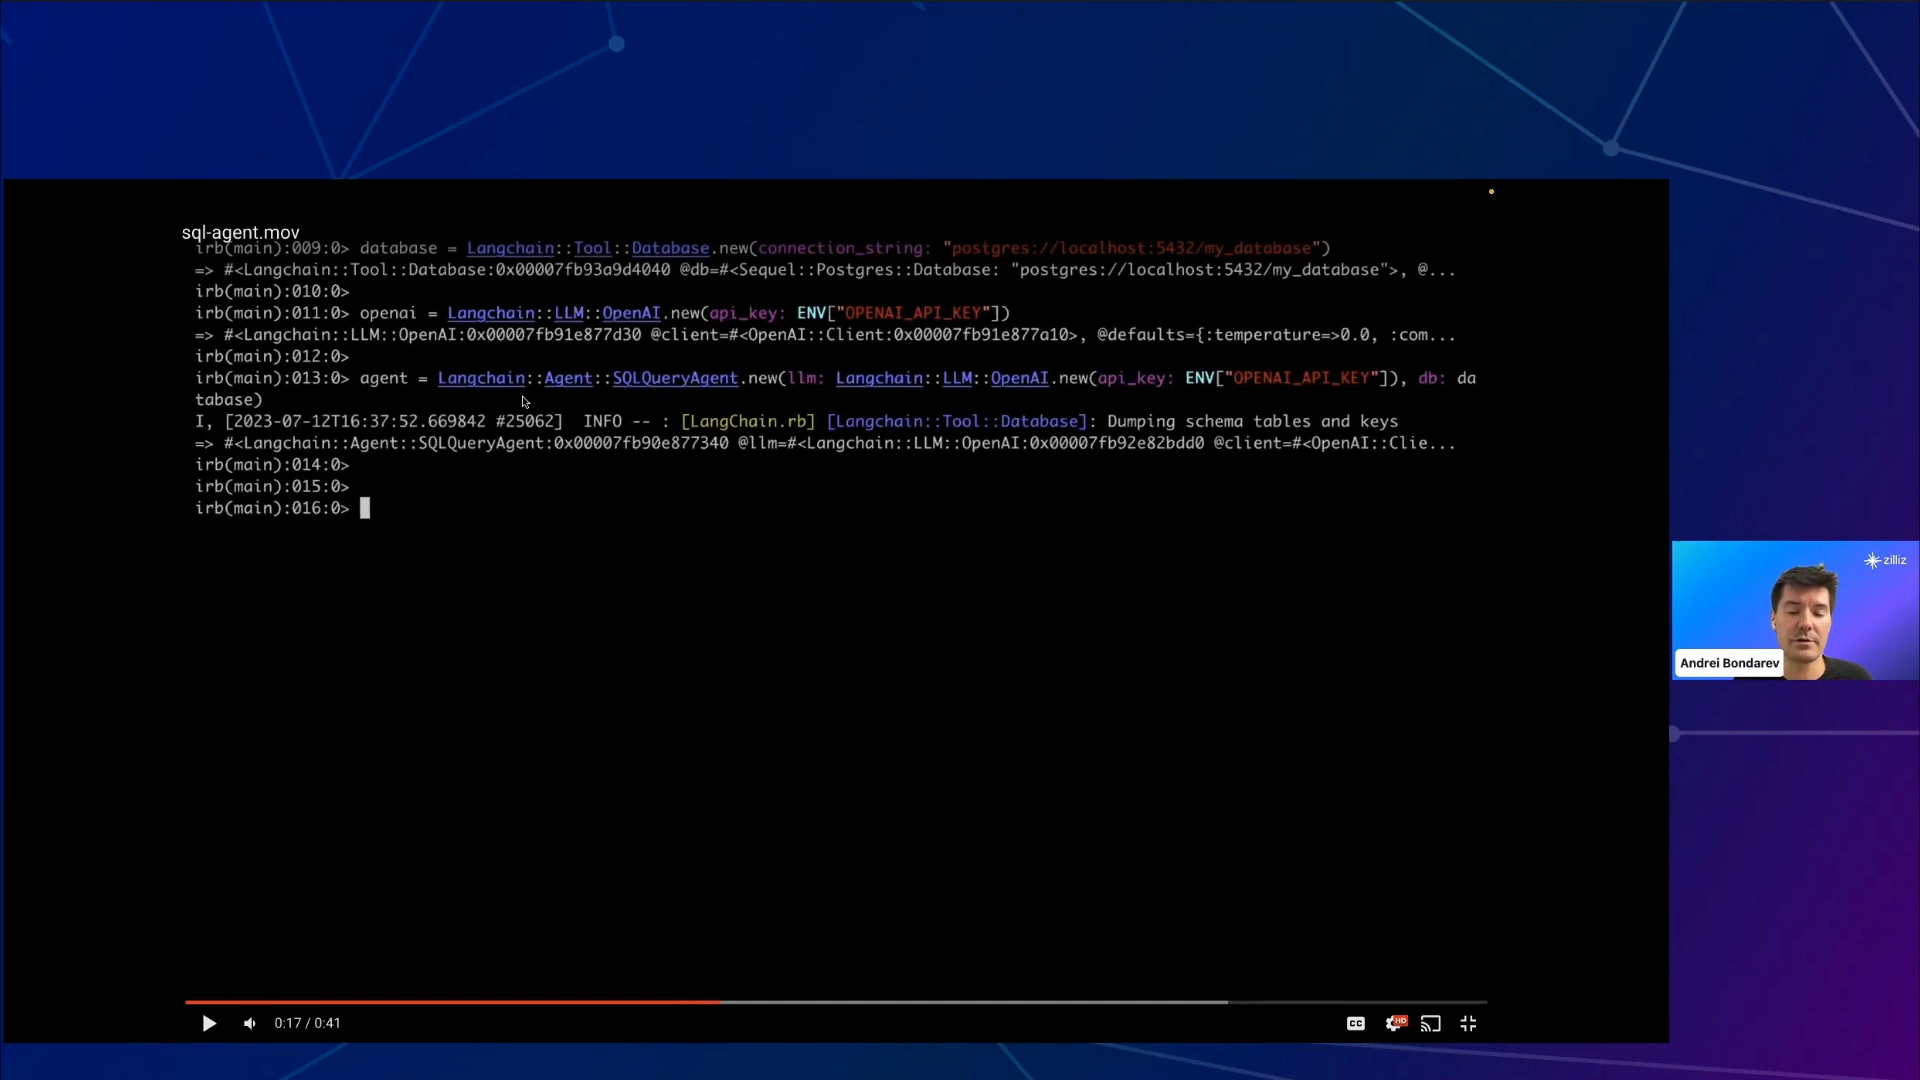 sql-agent.mov
irb(main):009:0> database = Langchain::Tool::Database.new(connection_string: "postgres://localhost:5432/my_database")
=> #<Langchain::Tool::Database:0x00007fb93a9d4040 @db=#<Sequel::Postgres::Database: "postgres://localhost:5432/my_database">, @...
irb(main):010:0>
irb(main):011:0> openai = Langchain::LLM::OpenAI.new(api_key: ENV["OPENAI_API_KEY"])
=> #<Langchain::LLM::OpenAI:0x00007fb91e877d30 @client=#<OpenAI::Client:0x00007fb91e877a10>, @defaults={:temperature=>0.0, :com...
irb(main):012:0>
irb(main):013:0> agent = Langchain::Agent::SQLQueryAgent.new(llm: Langchain::LLM::OpenAI.new(api_key: ENV["OPENAI_API_KEY"]), db: da
tabase)
I, [2023-07-12T16:37:52.669842 #25062]  INFO -- : [LangChain.rb] [Langchain::Tool::Database]: Dumping schema tables and keys
=> #<Langchain::Agent::SQLQueryAgent:0x00007fb90e877340 @llm=#<Langchain::LLM::OpenAI:0x00007fb92e82bdd0 @client=#<OpenAI::Clie...
irb(main):014:0>
irb(main):015:0>
irb(main):016:0>
zilliz
Andrei Bondarev
0:17 / 0:41
CC
HD